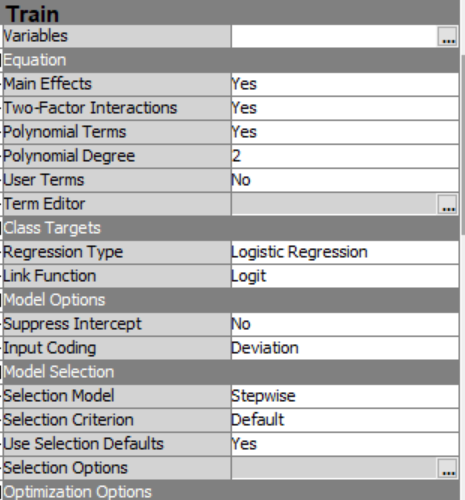 Train
Variables ...
Equation
Main Effects Yes
Two-Factor Interactions Yes
Polynomial Terms Yes
Polynomial Degree 2
User Terms No
Term Editor ...
Class Targets
Regression Type Logistic Regression
Link Function Logit
Model Options
Suppress Intercept No
Input Coding Deviation
Model Selection
Selection Model Stepwise
Selection Criterion Default
Use Selection Defaults Yes
Selection Options ...
Optimization Options